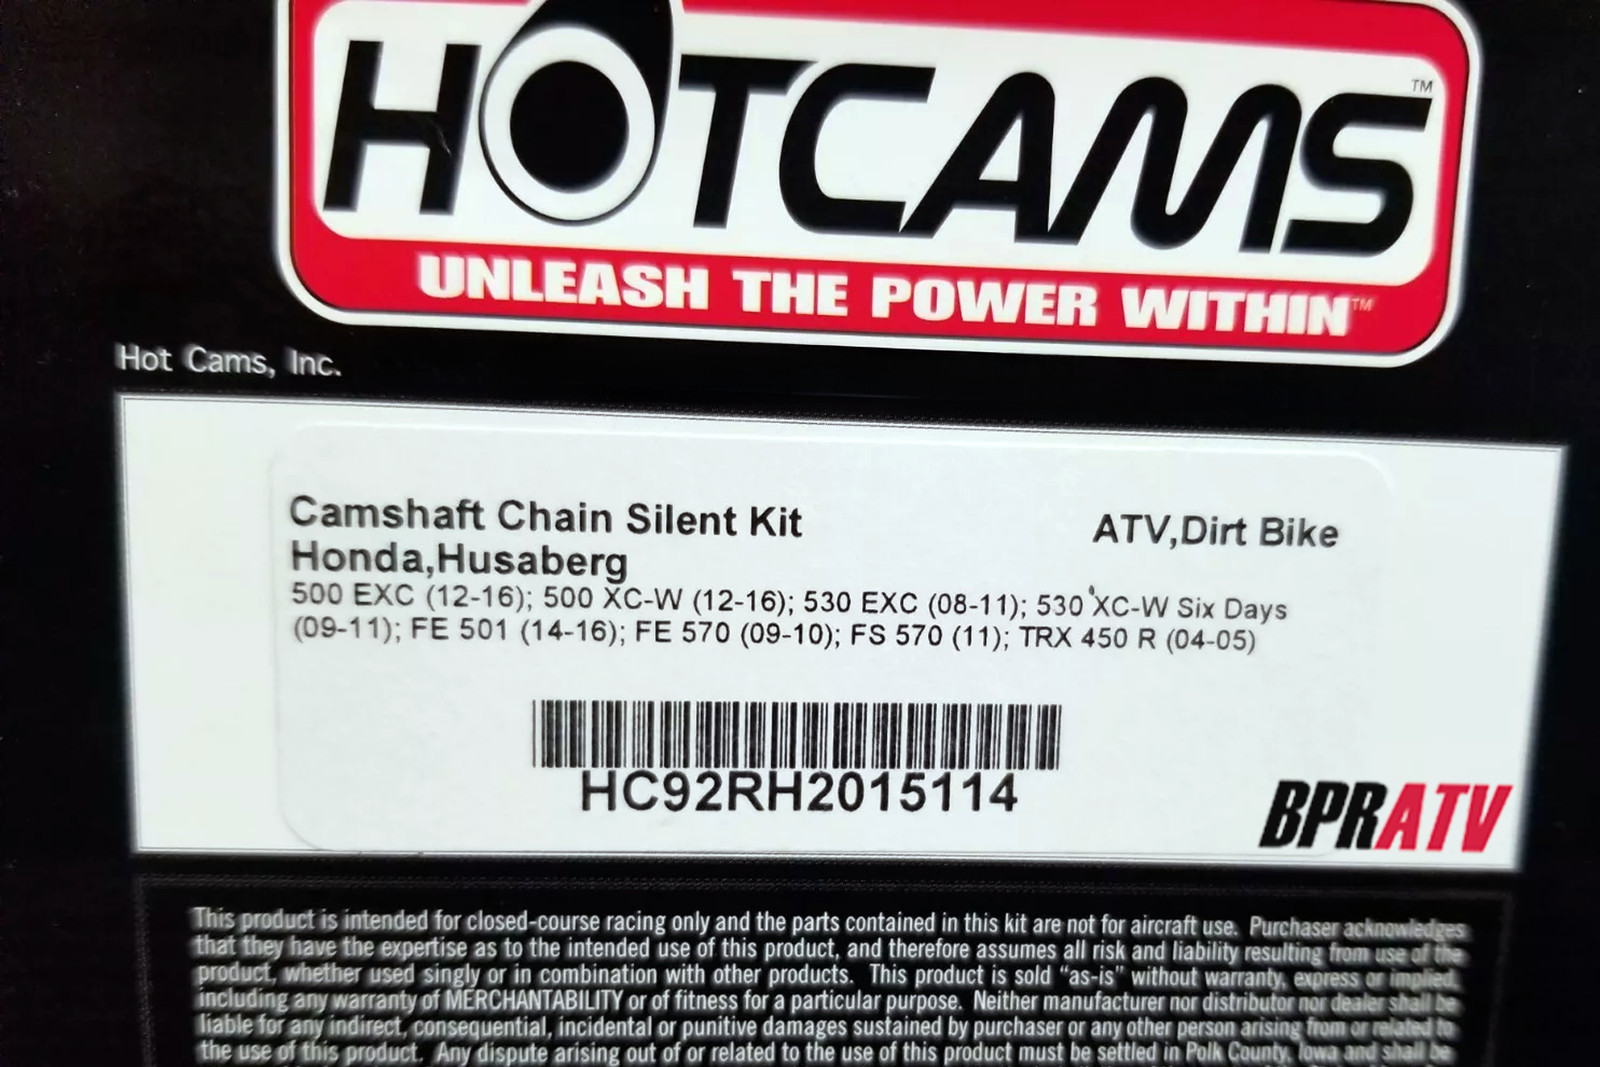 HOTCAMS™
UNLEASH THE POWER WITHIN™
Hot Cams, Inc.
Camshaft Chain Silent Kit ATV,Dirt Bike
Honda,Husaberg
500 EXC (12-16); 500 XC-W (12-16); 530 EXC (08-11); 530 XC-W Six Days
(09-11); FE 501 (14-16); FE 570 (09-10); FS 570 (11); TRX 450 R (04-05)
HC92RH2015114
BPRATV
This product is intended for closed-course racing only and the parts contained in this kit are not for aircraft use. Purchaser acknowledges
that they have the expertise as to the intended use of this product, and therefore assumes all risk and liability resulting from use of the
product, whether used singly or in combination with other products. This product is sold “as-is” without warranty, express or implied,
including any warranty of MERCHANTABILITY or of fitness for a particular purpose. Neither manufacturer nor distributor nor dealer shall be
liable for any indirect, consequential, incidental or punitive damages sustained by purchaser or any other person arising from or related to
the use of this product. Any dispute arising out of or related to the use of this product must be settled in Polk County, Iowa and shall be